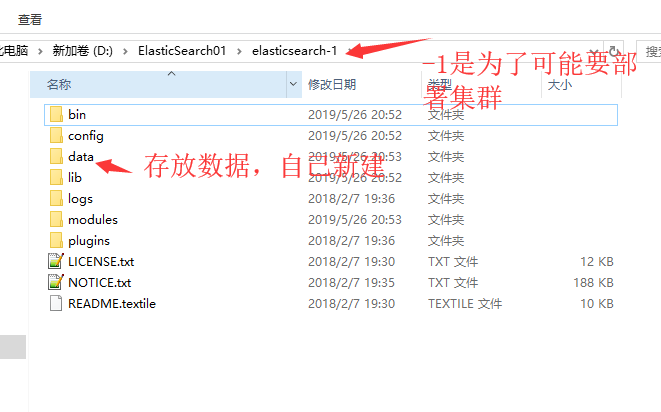 查看
此电脑 > 新加卷 (D:) > ElasticSearch01 > elasticsearch-1
-1是为了可能要部
署集群
名称 修改日期 类型 大小
bin 2019/5/26 20:52 文件夹
config 2019/5/26 20:52 文件夹
data 2019/5/26 20:53 文件夹
存放数据，自己新建
lib 2019/5/26 20:52 文件夹
logs 2018/2/7 19:36 文件夹
modules 2019/5/26 20:53 文件夹
plugins 2018/2/7 19:36 文件夹
LICENSE.txt 2018/2/7 19:30 TXT 文件 12 KB
NOTICE.txt 2018/2/7 19:35 TXT 文件 188 KB
README.textile 2018/2/7 19:30 TEXTILE 文件 10 KB